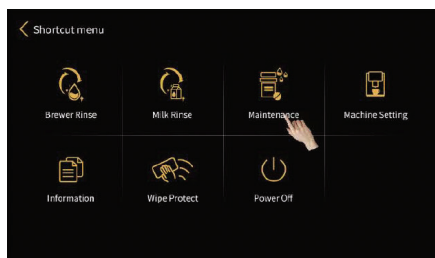 Shortcut menu
Brewer Rinse
Milk Rinse
Maintenance
Machine Setting
Information
Wipe Protect
Power Off